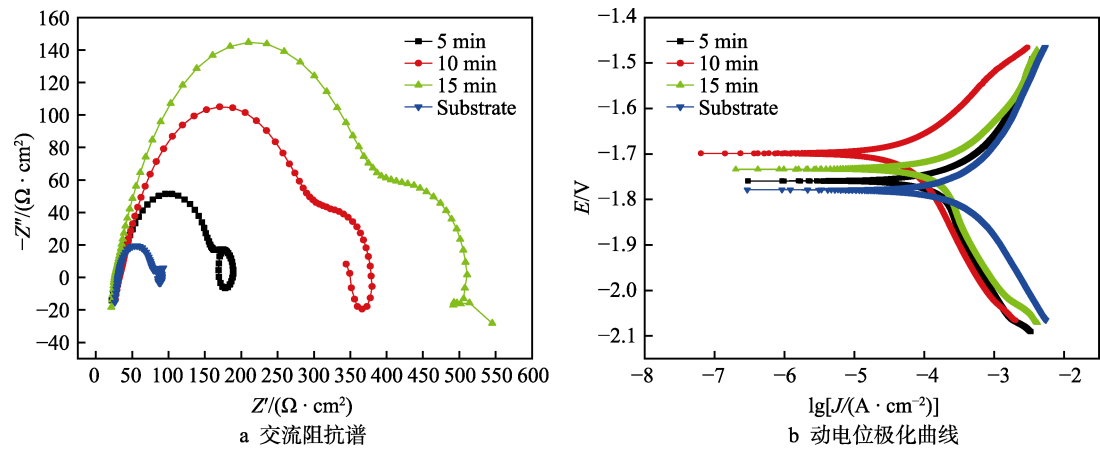 160
140
120
100
80
60
40
20
0
−20
−40
−Z″/(Ω · cm²)
5 min
10 min
15 min
Substrate
0 50 100 150 200 250 300 350 400 450 500 550 600
Z′/(Ω · cm²)
a 交流阻抗谱
−1.4
−1.5
−1.6
−1.7
−1.8
−1.9
−2.0
−2.1
E/V
5 min
10 min
15 min
Substrate
−8 −7 −6 −5 −4 −3 −2
lg[J/(A · cm⁻²)]
b 动电位极化曲线